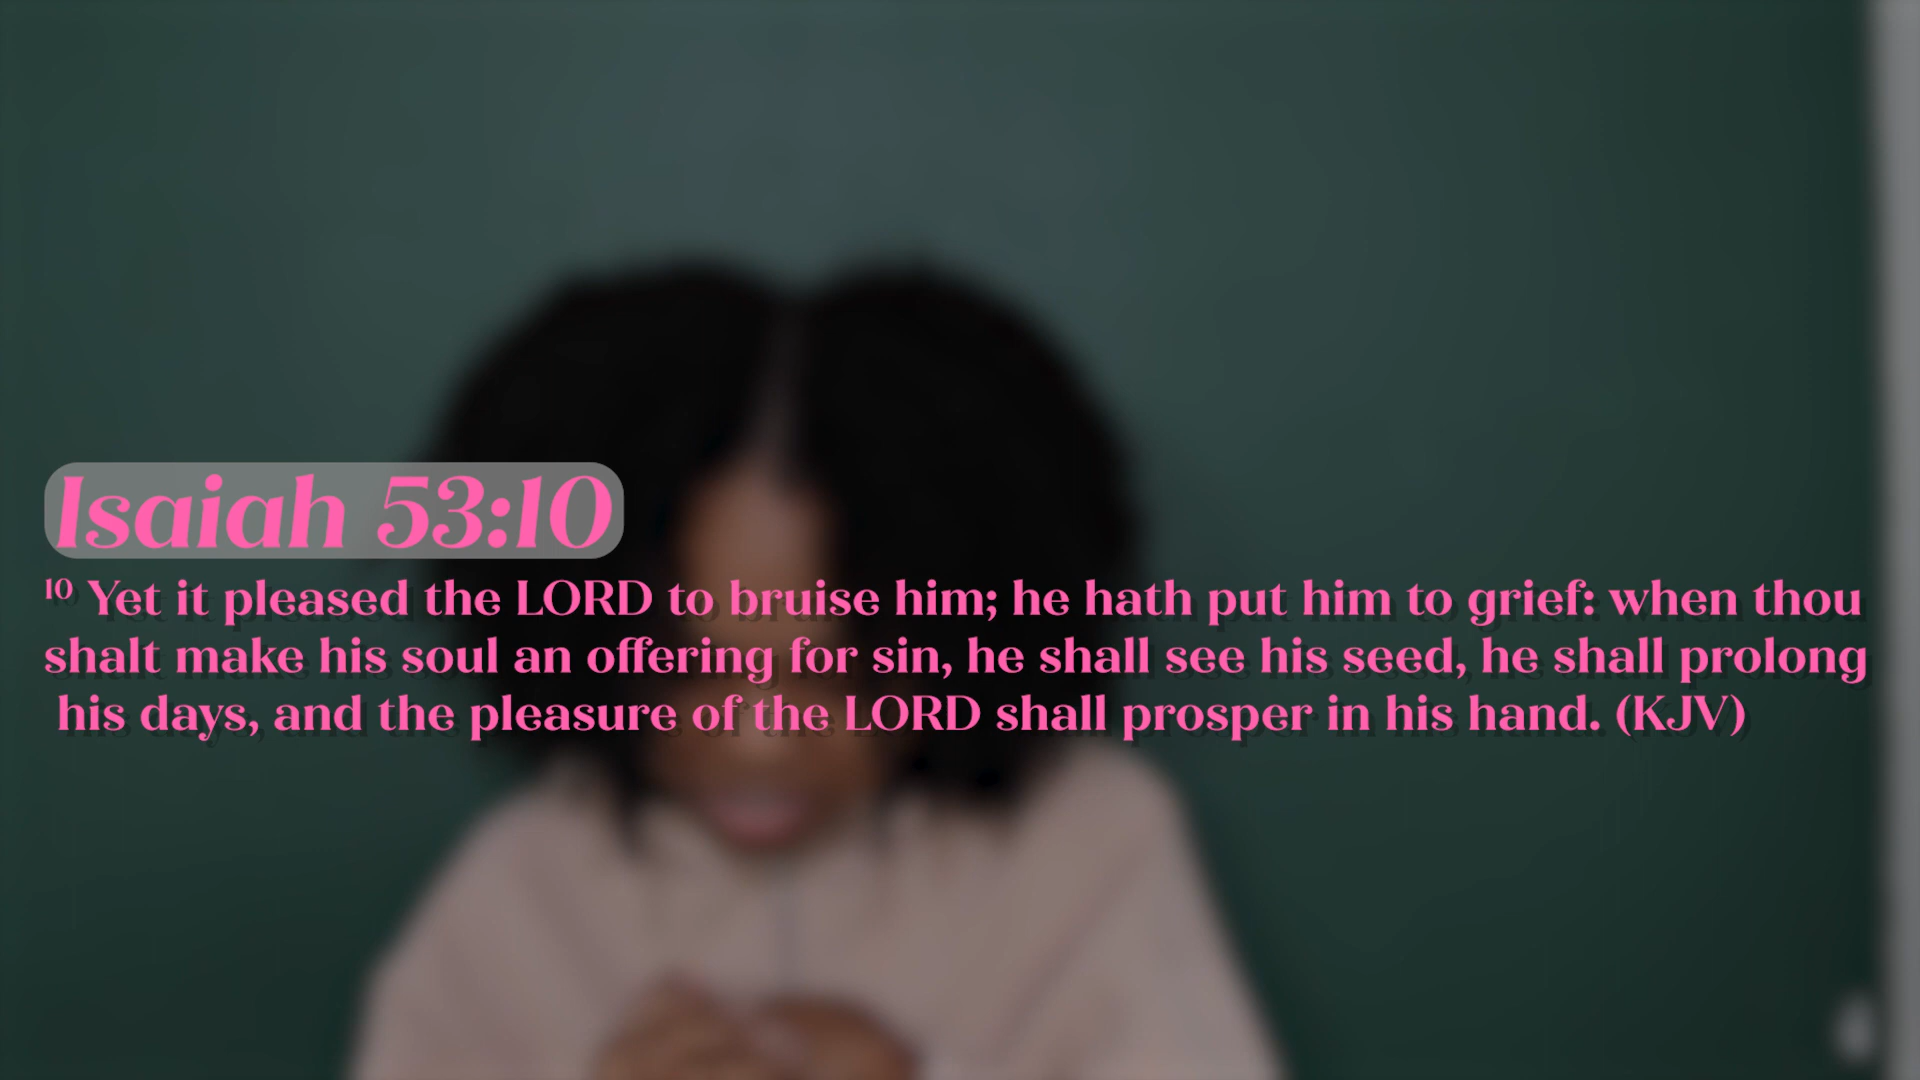 Isaiah 53:10
10 Yet it pleased the LORD to bruise him; he hath put him to grief: when thou
shalt make his soul an offering for sin, he shall see his seed, he shall prolong
his days, and the pleasure of the LORD shall prosper in his hand. (KJV)